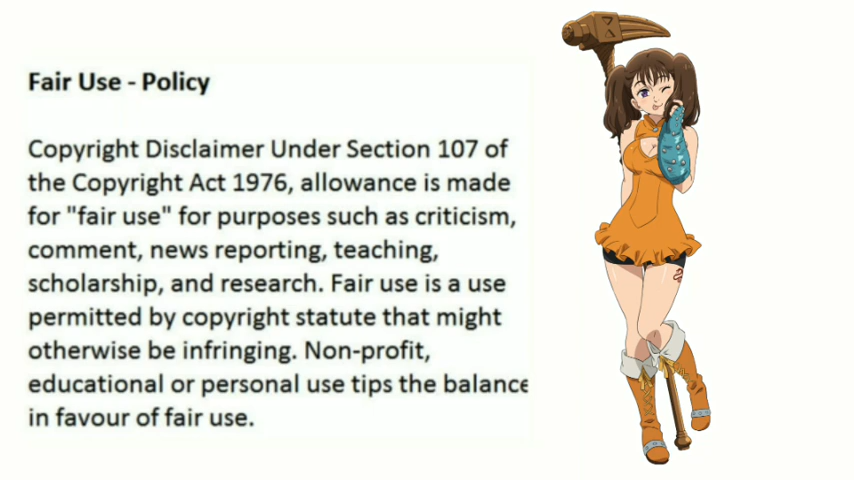 Fair Use - Policy
Copyright Disclaimer Under Section 107 of
the Copyright Act 1976, allowance is made
for "fair use" for purposes such as criticism,
comment, news reporting, teaching,
scholarship, and research. Fair use is a use
permitted by copyright statute that might
otherwise be infringing. Non-profit,
educational or personal use tips the balance
in favour of fair use.